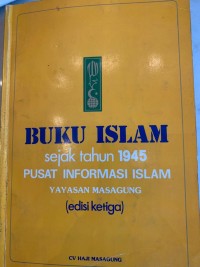 BUKU ISLAM
sejak tahun 1945
PUSAT INFORMASI ISLAM
YAYASAN MASAGUNG
(edisi ketiga)
CV HAJI MASAGUNG